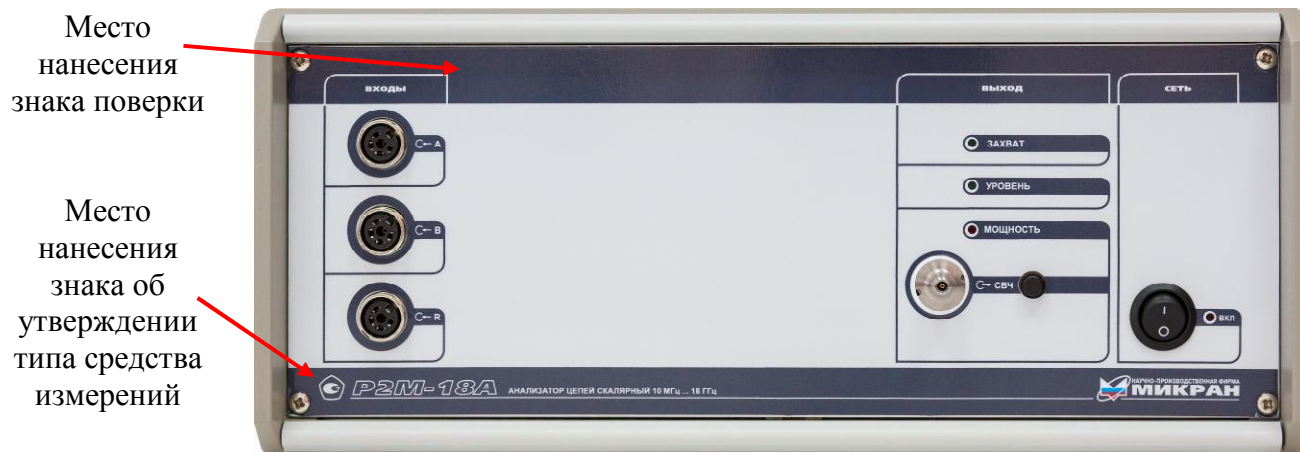 Место
нанесения
знака поверки
Место
нанесения
знака об
утверждении
типа средства
измерений
ВХОДЫ
A
B
R
ВЫХОД
ЗАХВАТ
УРОВЕНЬ
МОЩНОСТЬ
СВЧ
СЕТЬ
I
O
ВКЛ
Р2М-18А
АНАЛИЗАТОР ЦЕПЕЙ СКАЛЯРНЫЙ 10 МГц ... 18 ГГц
НАУЧНО-ПРОИЗВОДСТВЕННАЯ ФИРМА
МИКРАН